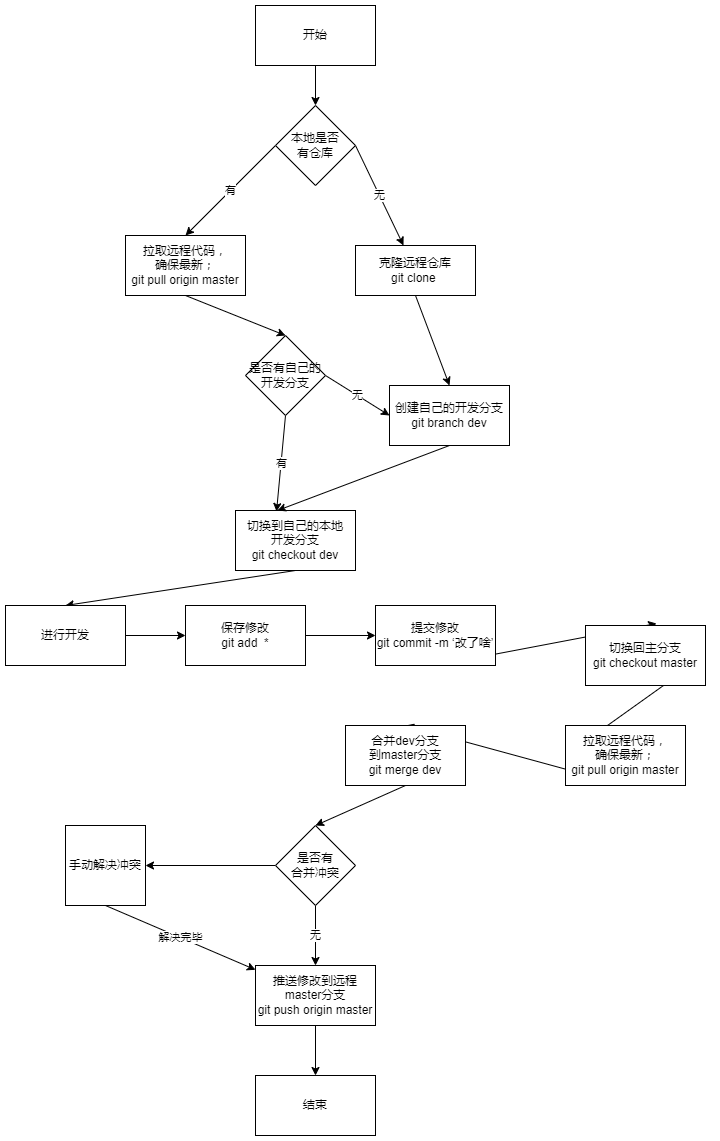 开始
本地是否
有仓库
有
无
拉取远程代码，
确保最新；
git pull origin master
克隆远程仓库
git clone
是否有自己的
开发分支
无
创建自己的开发分支
git branch dev
有
切换到自己的本地
开发分支
git checkout dev
进行开发
保存修改
git add  *
提交修改
git commit -m ‘改了啥’
切换回主分支
git checkout master
拉取远程代码，
确保最新；
git pull origin master
合并dev分支
到master分支
git merge dev
是否有
合并冲突
手动解决冲突
解决完毕
无
推送修改到远程
master分支
git push origin master
结束